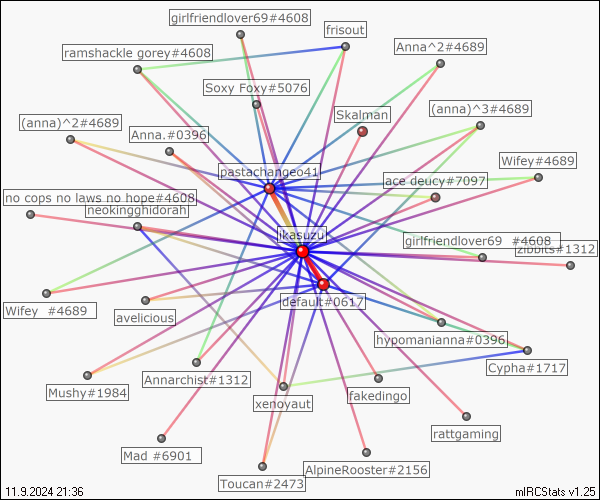 girlfriendlover69#4608
frisout
ramshackle gorey#4608
Anna^2#4689
Soxy Foxy#5076
Skalman
(anna)^3#4689
(anna)^2#4689
Anna.#0396
Wifey#4689
pastachangeo41
ace deucy#7097
no cops no laws no hope#4608
neokingghidorah
ikasuzu
girlfriendlover69 _#4608
zibbits#1312
default#0617
Wifey_#4689
avelicious
hypomanianna#0396
Cypha#1717
Mushy#1984
Annarchist#1312
fakedingo
xenoyaut
rattgaming
Mad_#6901
AlpineRooster#2156
Toucan#2473
11.9.2024 21:36
mIRCStats v1.25